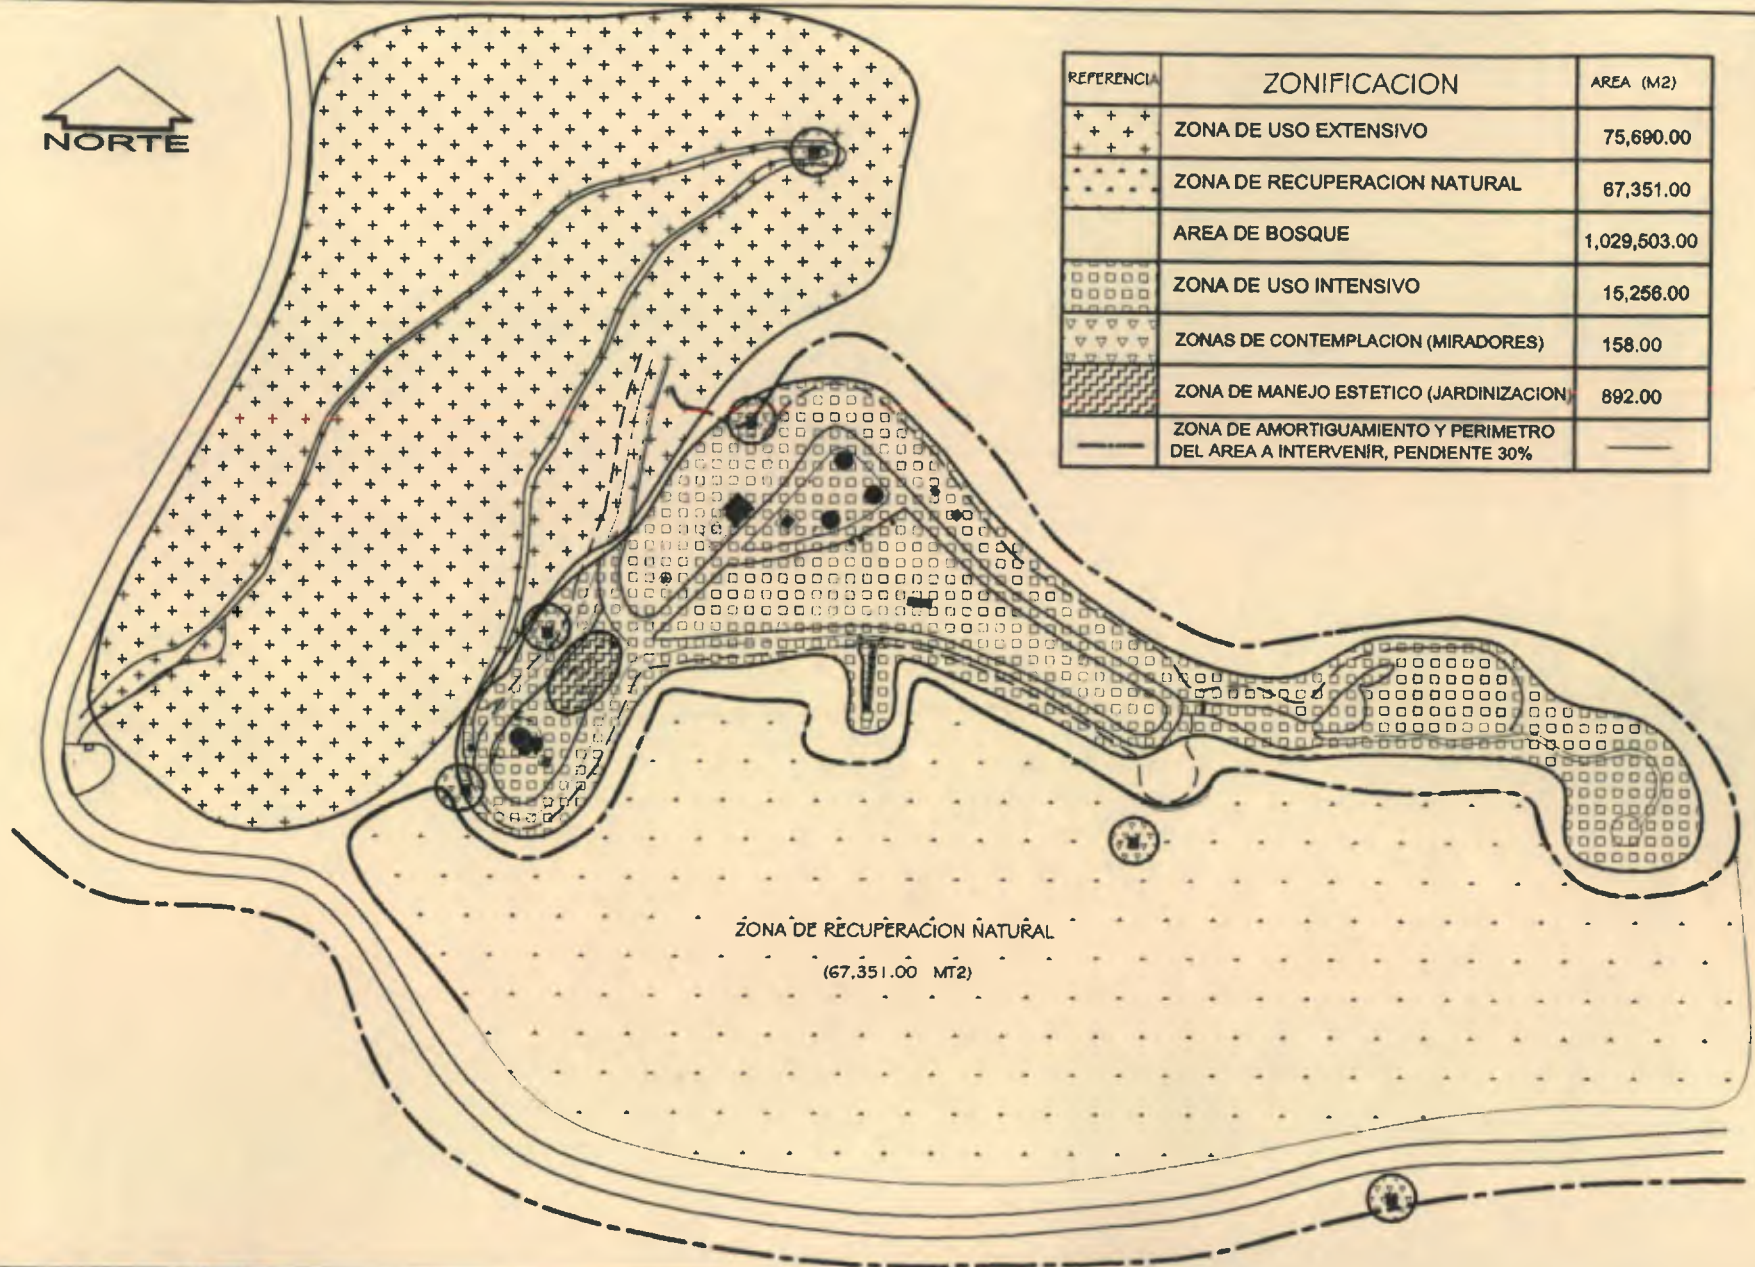 NORTE
REFERENCIA ZONIFICACION AREA (M2)
ZONA DE USO EXTENSIVO 75,690.00
ZONA DE RECUPERACION NATURAL 67,351.00
AREA DE BOSQUE 1,029,503.00
ZONA DE USO INTENSIVO 15,256.00
ZONAS DE CONTEMPLACION (MIRADORES) 158.00
ZONA DE MANEJO ESTETICO (JARDINIZACION) 892.00
ZONA DE AMORTIGUAMIENTO Y PERIMETRO
DEL AREA A INTERVENIR, PENDIENTE 30%
ZONA DE RECUPERACION NATURAL
(67,351.00 MT2)